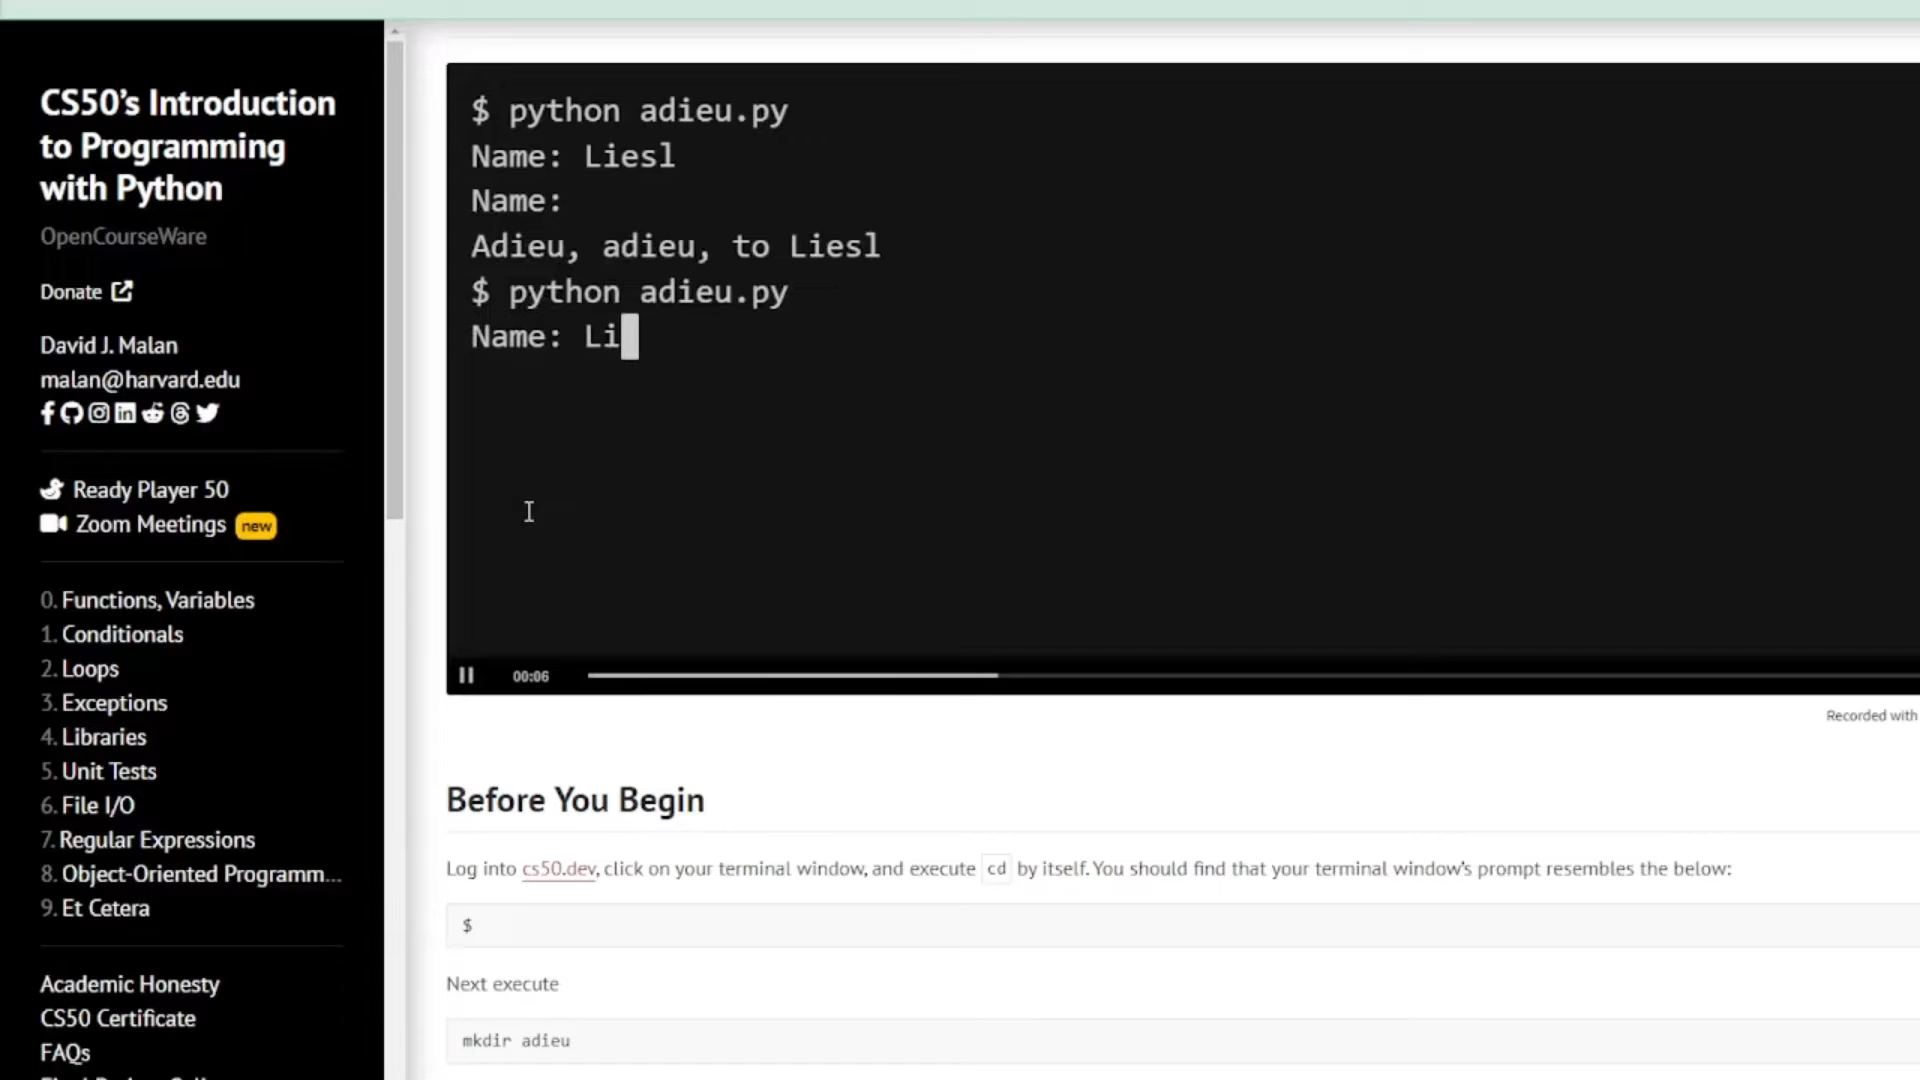 CS50's Introduction
to Programming
with Python
OpenCourseWare
Donate
David J. Malan
malan@harvard.edu
Ready Player 50
Zoom Meetings new
0. Functions, Variables
1. Conditionals
2. Loops
3. Exceptions
4. Libraries
5. Unit Tests
6. File I/O
7. Regular Expressions
8. Object-Oriented Programm...
9. Et Cetera
Academic Honesty
CS50 Certificate
FAQs
$ python adieu.py
Name: Liesl
Name:
Adieu, adieu, to Liesl
$ python adieu.py
Name: Li
00:06
Recorded with
Before You Begin
Log into cs50.dev, click on your terminal window, and execute cd by itself. You should find that your terminal window's prompt resembles the below:
$
Next execute
mkdir adieu